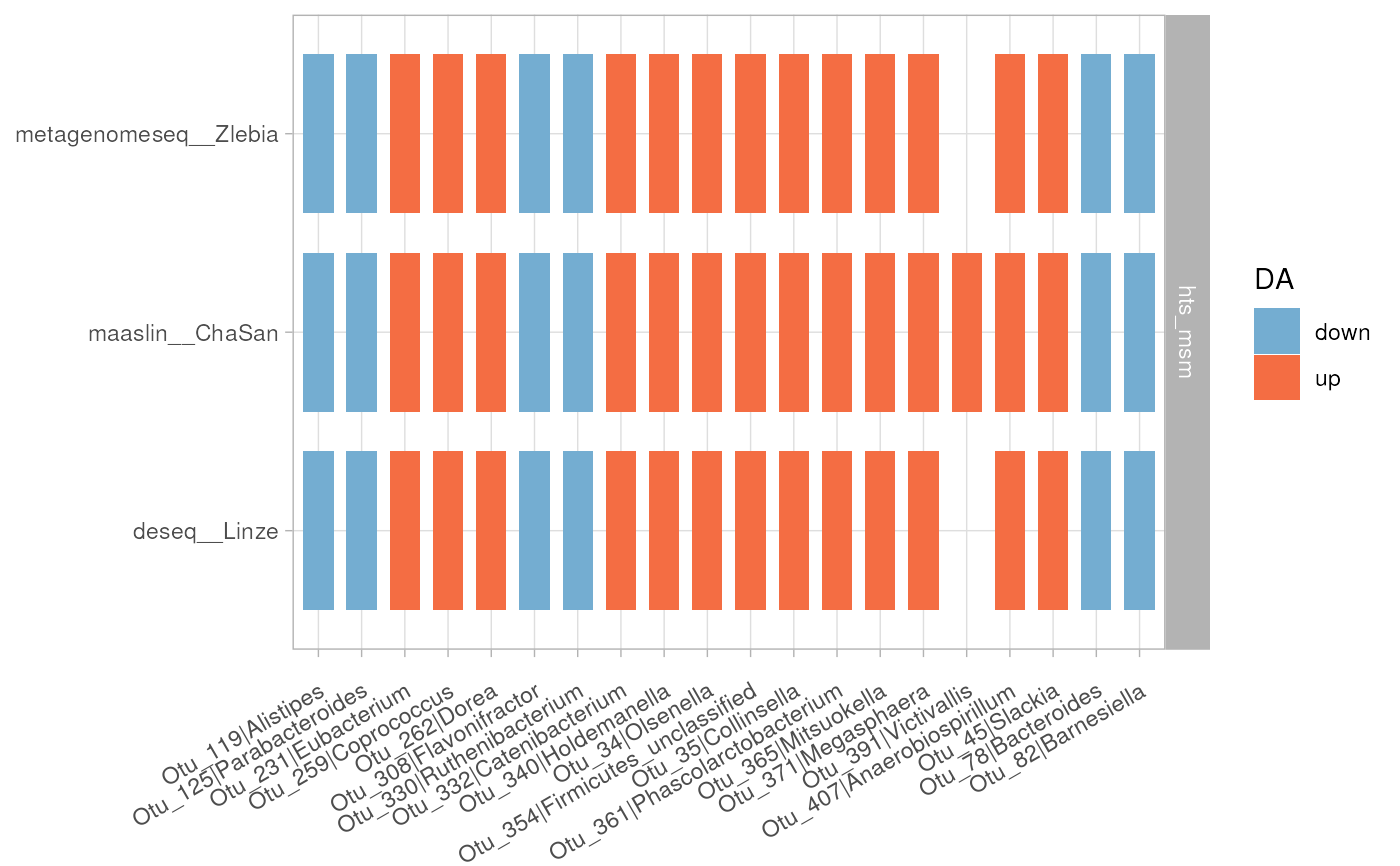 metagenomeseq__Zlebia
maaslin__ChaSan
deseq__Linze
hts_msm
DA
down
up
Otu_119|Alistipes
Otu_125|Parabacteroides
Otu_231|Eubacterium
Otu_259|Coprococcus
Otu_262|Dorea
Otu_308|Flavonifractor
Otu_330|Ruthenibacterium
Otu_332|Catenibacterium
Otu_340|Holdemanella
Otu_34|Olsenella
Otu_354|Firmicutes_unclassified
Otu_35|Collinsella
Otu_361|Phascolarctobacterium
Otu_365|Mitsuokella
Otu_371|Megasphaera
Otu_391|Victivallis
Otu_407|Anaerobiospirillum
Otu_45|Slackia
Otu_78|Bacteroides
Otu_82|Barnesiella